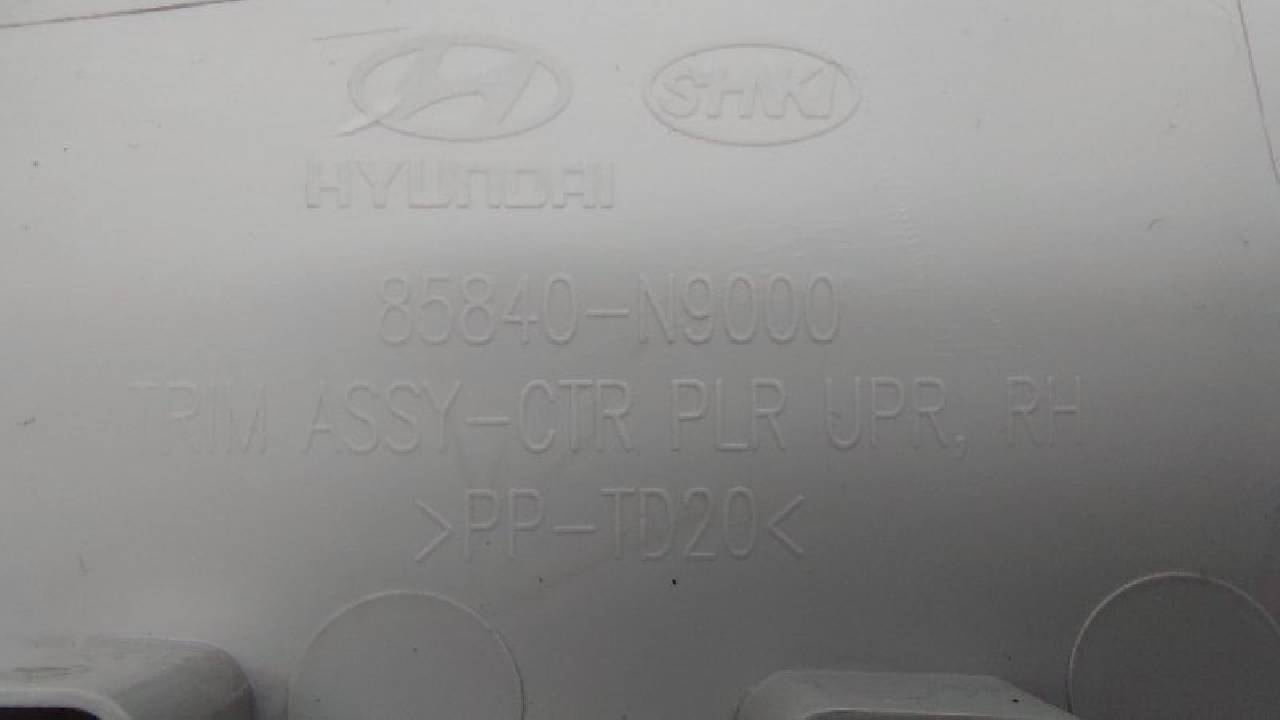 SHKI
HYUNDAI
85840-N9000
TRIM ASSY-CTR PLR UPR, RH
>PP-TD20<